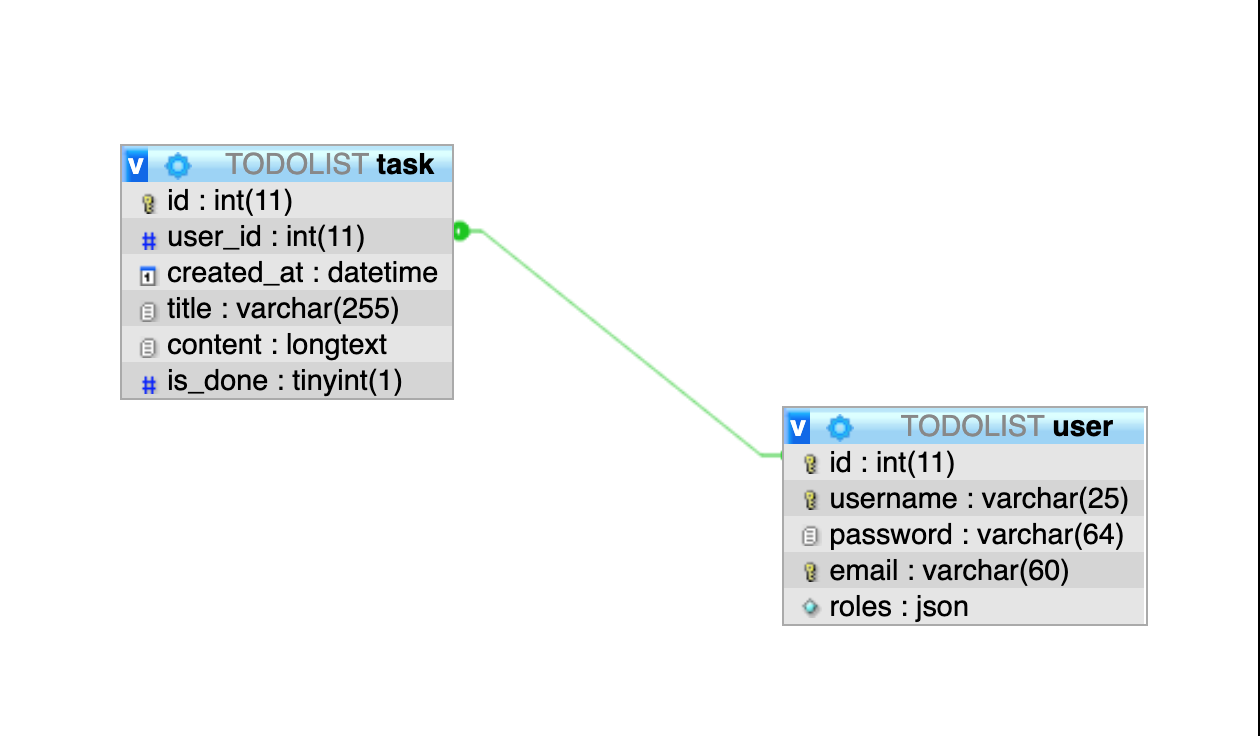 v TODOLIST task
id : int(11)
# user_id : int(11)
1 created_at : datetime
title : varchar(255)
content : longtext
# is_done : tinyint(1)
v TODOLIST user
id : int(11)
username : varchar(25)
password : varchar(64)
email : varchar(60)
roles : json